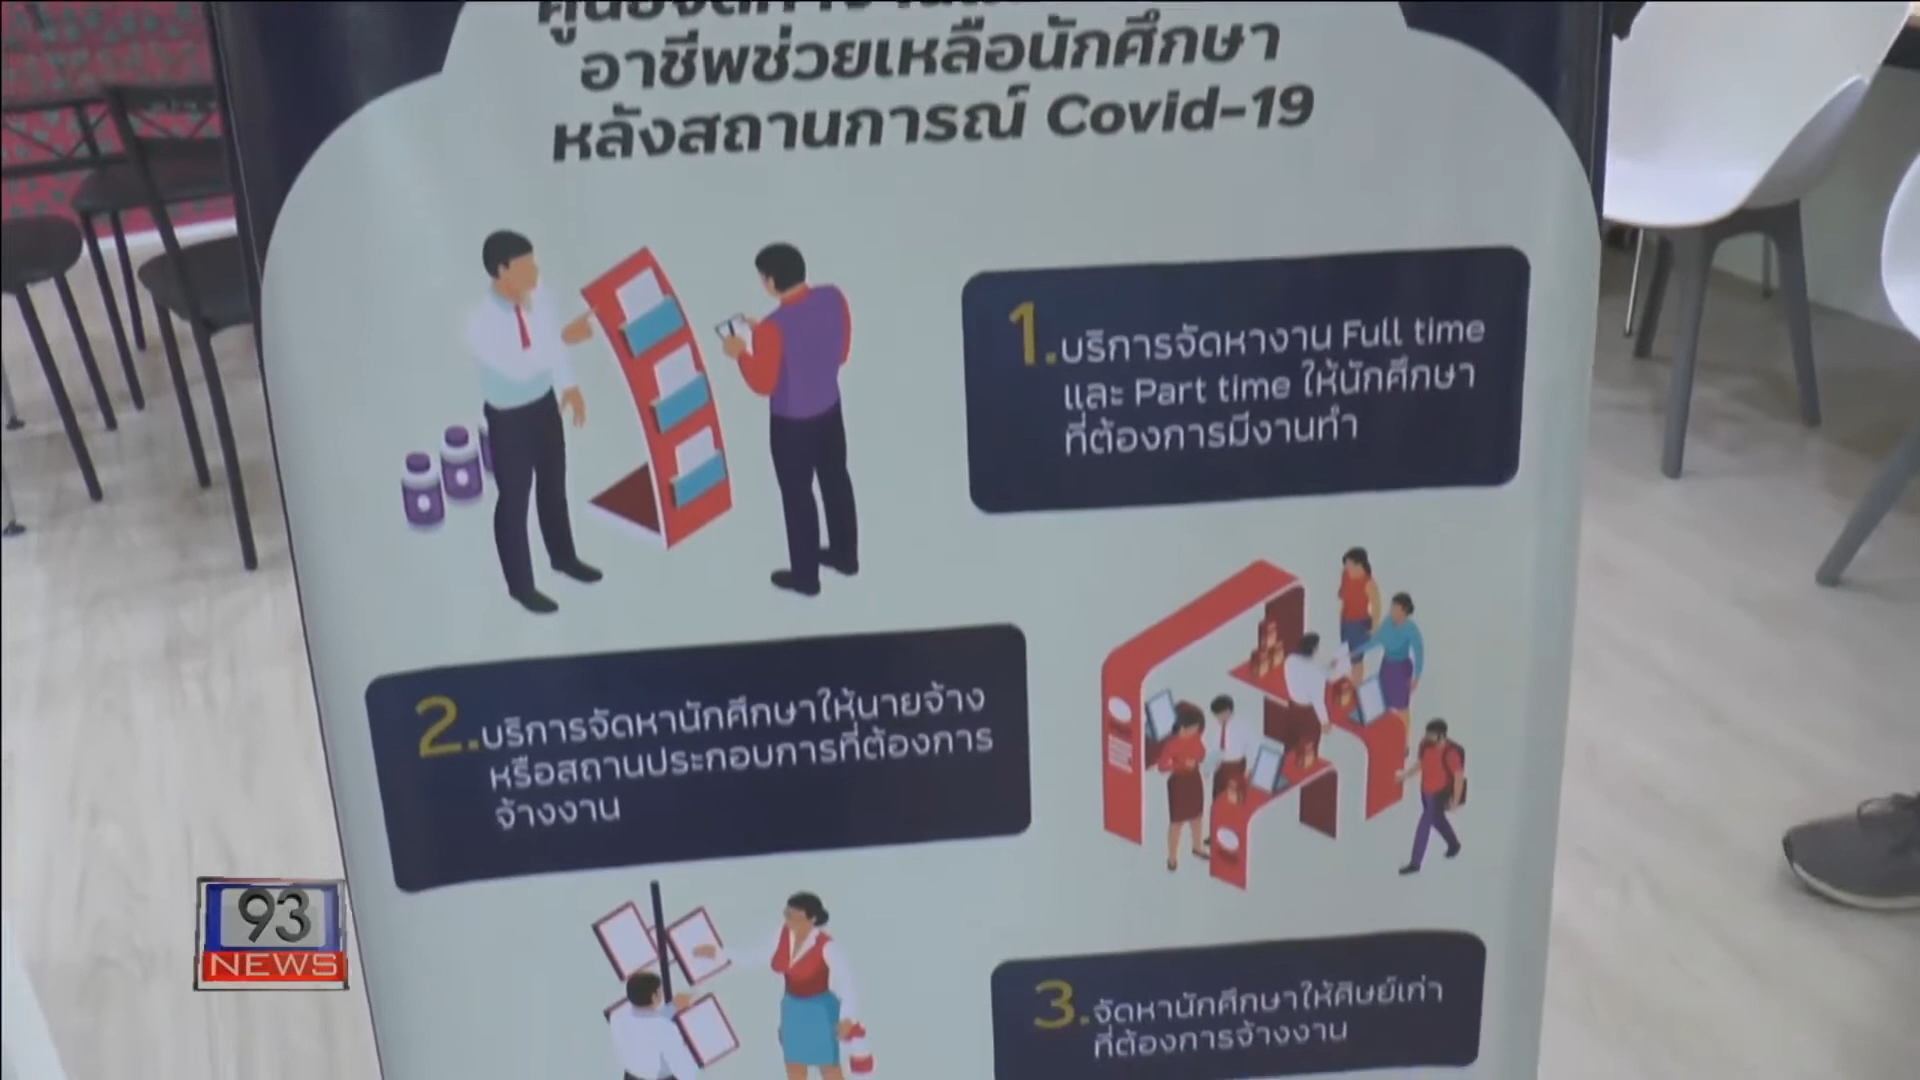 อาชีพช่วยเหลือนักศึกษา
หลังสถานการณ์ Covid-19
1.บริการจัดหางาน Full time
และ Part time ให้นักศึกษา
ที่ต้องการมีงานทำ
2.บริการจัดหานักศึกษาให้นายจ้าง
หรือสถานประกอบการที่ต้องการ
จ้างงาน
3.จัดหานักศึกษาให้ศิษย์เก่า
ที่ต้องการจ้างงาน
93
NEWS